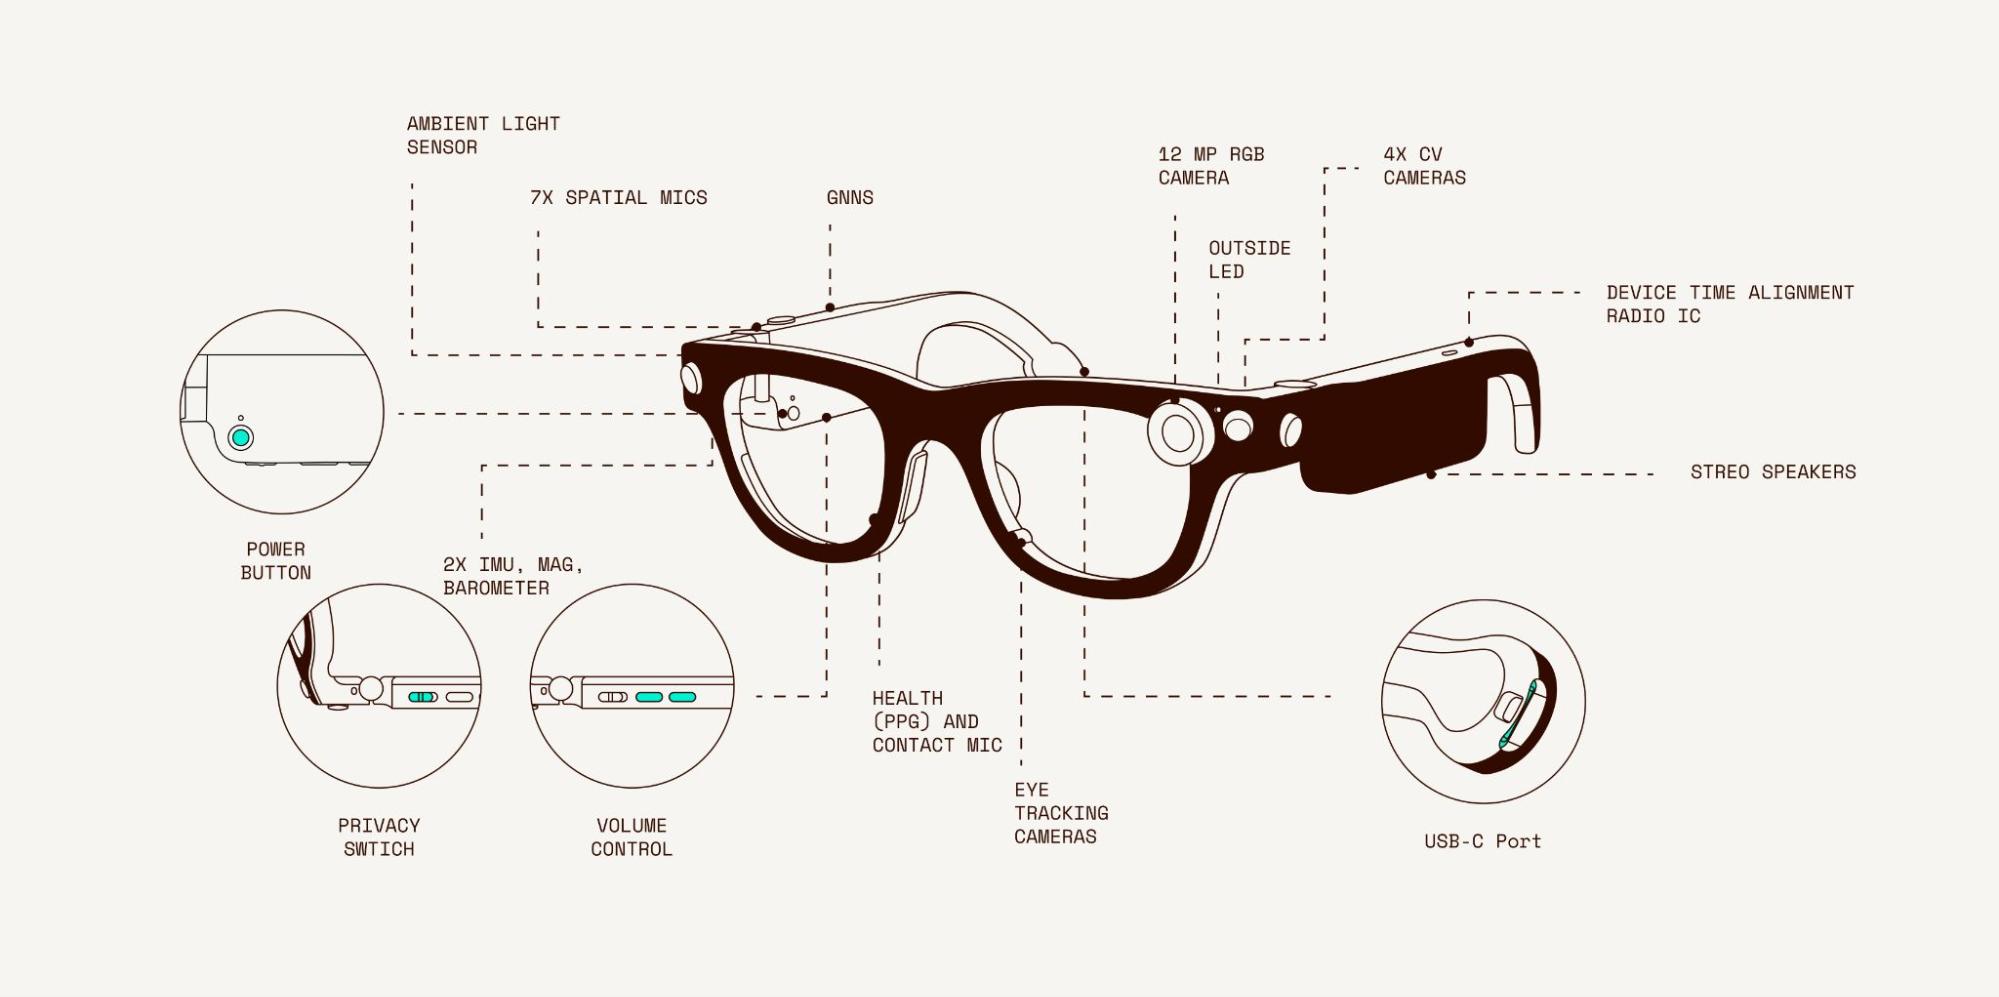 AMBIENT LIGHT
SENSOR
7X SPATIAL MICS
GNNS
12 MP RGB
CAMERA
4X CV
CAMERAS
OUTSIDE
LED
DEVICE TIME ALIGNMENT
RADIO IC
STREO SPEAKERS
POWER
BUTTON
2X IMU, MAG,
BAROMETER
HEALTH
(PPG) AND
CONTACT MIC
EYE
TRACKING
CAMERAS
PRIVACY
SWTICH
VOLUME
CONTROL
USB-C Port